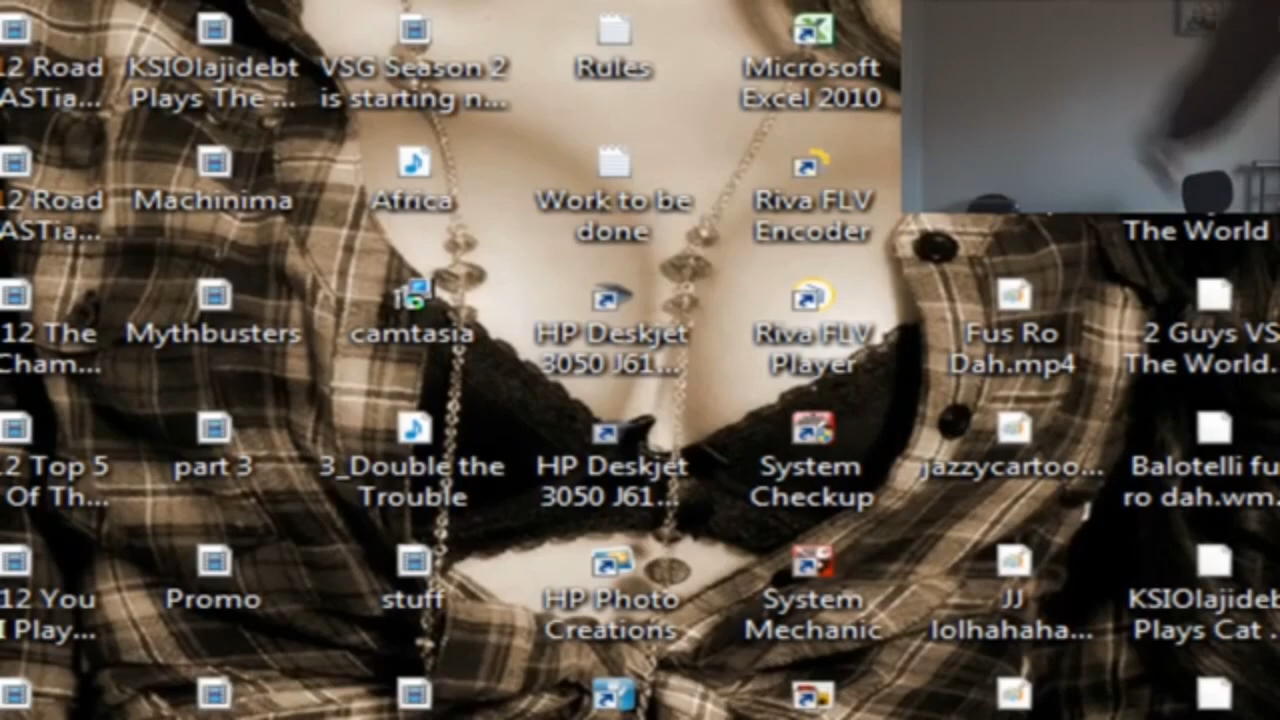 12 Road
ASTia...
KSIOlajidebt
Plays The ...
VSG Season 2
is starting n...
Rules
Microsoft
Excel 2010
12 Road
ASTia...
Machinima
Africa
Work to be
done
Riva FLV
Encoder
The World
12 The
Cham...
Mythbusters
camtasia
HP Deskjet
3050 J61...
Riva FLV
Player
Fus Ro
Dah.mp4
2 Guys VS
The World.
12 Top 5
Of Th...
part 3
3_Double the
Trouble
HP Deskjet
3050 J61...
System
Checkup
jazzycartoo...
Balotelli fu
ro dah.wm.
12 You
I Play...
Promo
stuff
HP Photo
Creations
System
Mechanic
JJ
lolhahaha...
KSIOlajideb
Plays Cat .